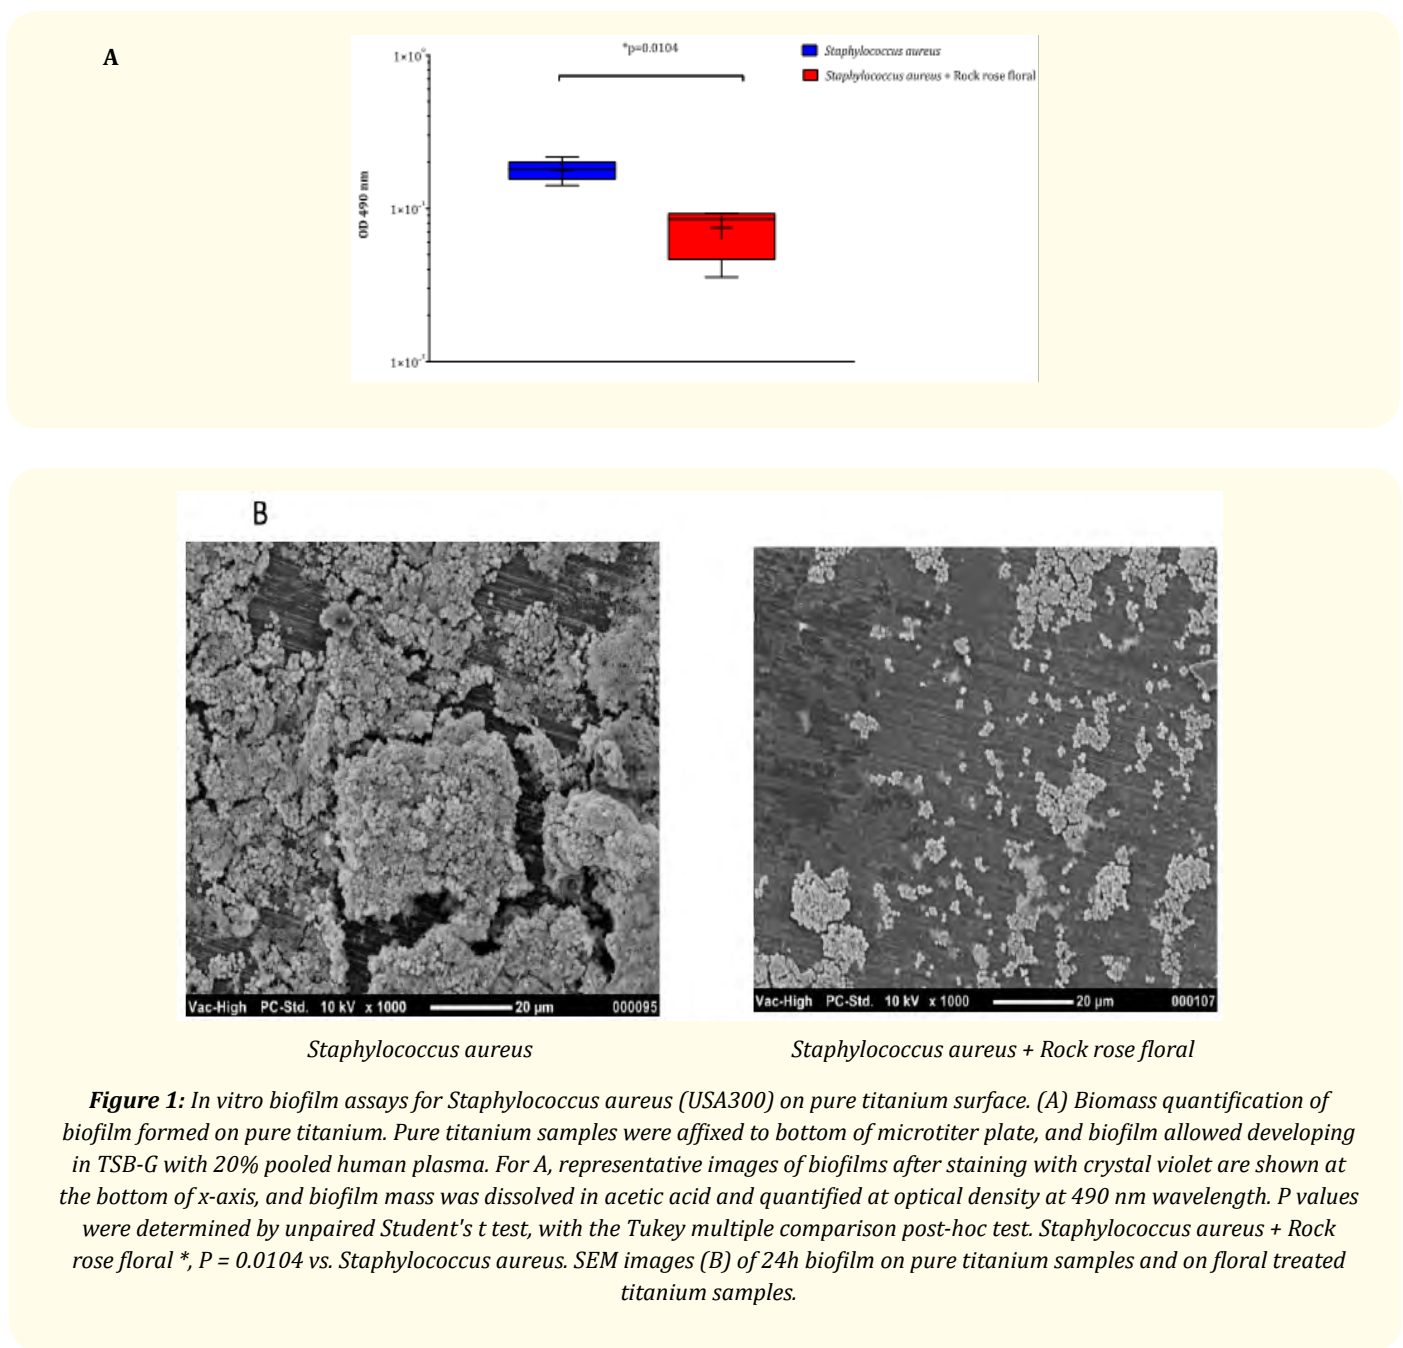 A
*p=0.0104
Staphylococcus aureus
Staphylococcus aureus + Rock rose floral
1×10⁰
1×10⁻¹
OD 490 nm
B
Vac-High PC-Std. 10 kV x 1000 20 µm 000095
Vac-High PC-Std. 10 kV x 1000 20 µm 000107
Staphylococcus aureus
Staphylococcus aureus + Rock rose floral
Figure 1: In vitro biofilm assays for Staphylococcus aureus (USA300) on pure titanium surface. (A) Biomass quantification of
biofilm formed on pure titanium. Pure titanium samples were affixed to bottom of microtiter plate, and biofilm allowed developing
in TSB-G with 20% pooled human plasma. For A, representative images of biofilms after staining with crystal violet are shown at
the bottom of x-axis, and biofilm mass was dissolved in acetic acid and quantified at optical density at 490 nm wavelength. P values
were determined by unpaired Student's t test, with the Tukey multiple comparison post-hoc test. Staphylococcus aureus + Rock
rose floral *, P = 0.0104 vs. Staphylococcus aureus. SEM images (B) of 24h biofilm on pure titanium samples and on floral treated
titanium samples.